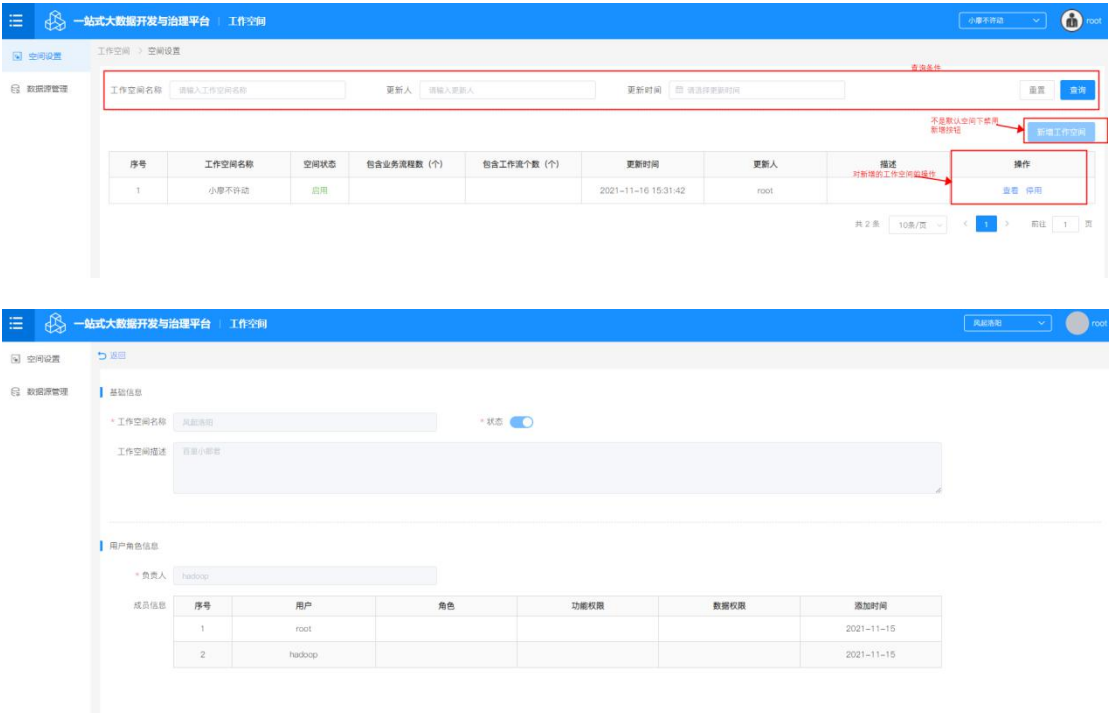 一站式大数据开发与治理平台 | 工作空间 小廖不许动 root
空间设置
数据源管理
工作空间 > 空间设置
查询条件
工作空间名称 请输入工作空间名称 更新人 请输入更新人 更新时间 请选择更新时间 重置 查询
不是默认空间下禁用
新增按钮
新增工作空间
序号 工作空间名称 空间状态 包含业务流程数（个） 包含工作流个数（个） 更新时间 更新人 描述 操作
对新增的工作空间的操作
1 小廖不许动 启用 2021-11-16 15:31:42 root 查看 停用
共 2 条 10条/页 < 1 > 前往 1 页
一站式大数据开发与治理平台 | 工作空间 风起洛阳 root
空间设置
数据源管理
返回
基础信息
* 工作空间名称 风起洛阳 * 状态
工作空间描述
用户角色信息
* 负责人 hadoop
成员信息
序号 用户 角色 功能权限 数据权限 添加时间
1 root 2021-11-15
2 hadoop 2021-11-15